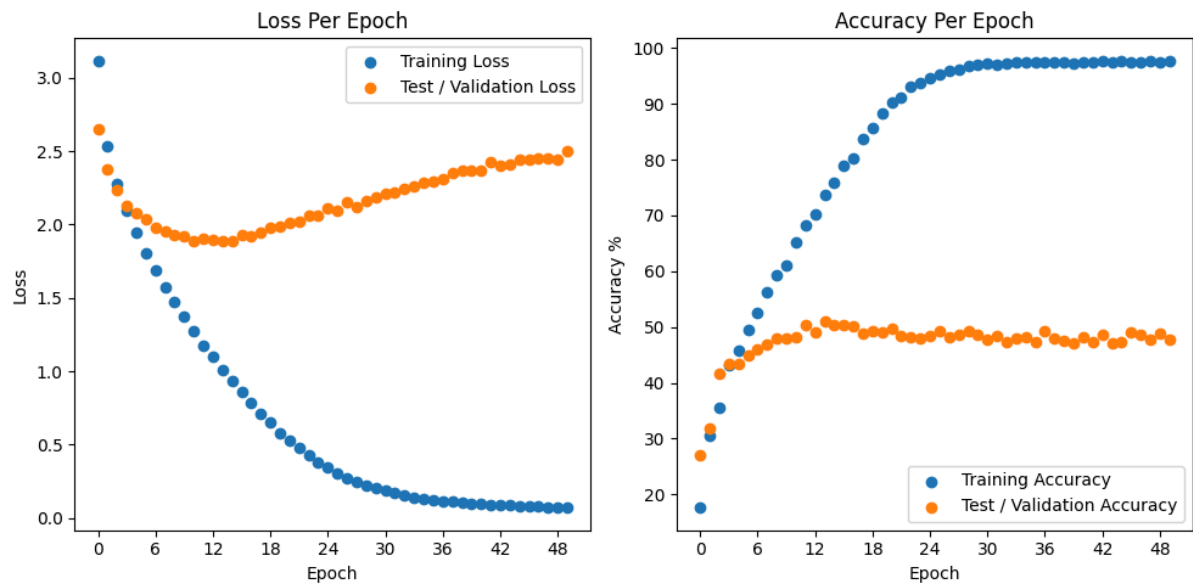 Loss Per Epoch
Training Loss
Test / Validation Loss
3.0
2.5
2.0
1.5
1.0
0.5
0.0
Loss
0 6 12 18 24 30 36 42 48
Epoch
Accuracy Per Epoch
100
90
80
70
60
50
40
30
20
Accuracy %
Training Accuracy
Test / Validation Accuracy
0 6 12 18 24 30 36 42 48
Epoch